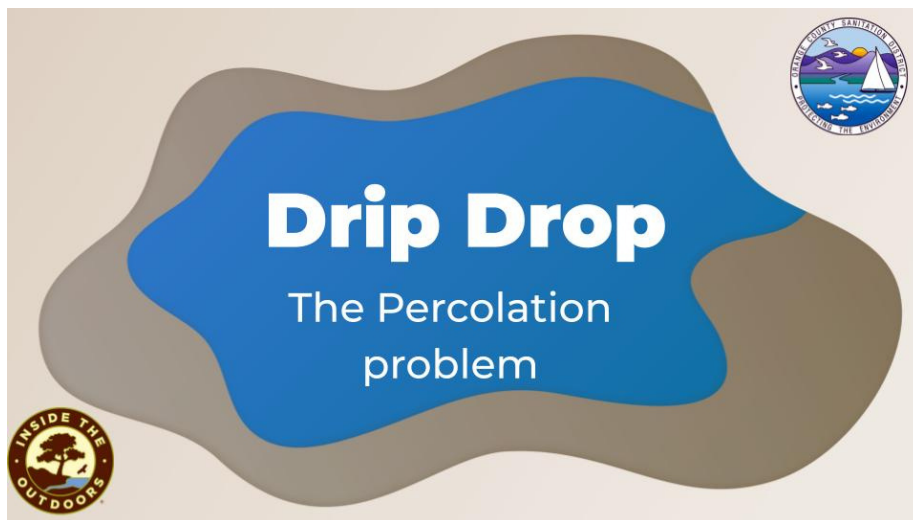 Drip Drop
The Percolation
problem
ORANGE COUNTY SANITATION DISTRICT
PROTECTING THE ENVIRONMENT
INSIDE THE
OUTDOORS